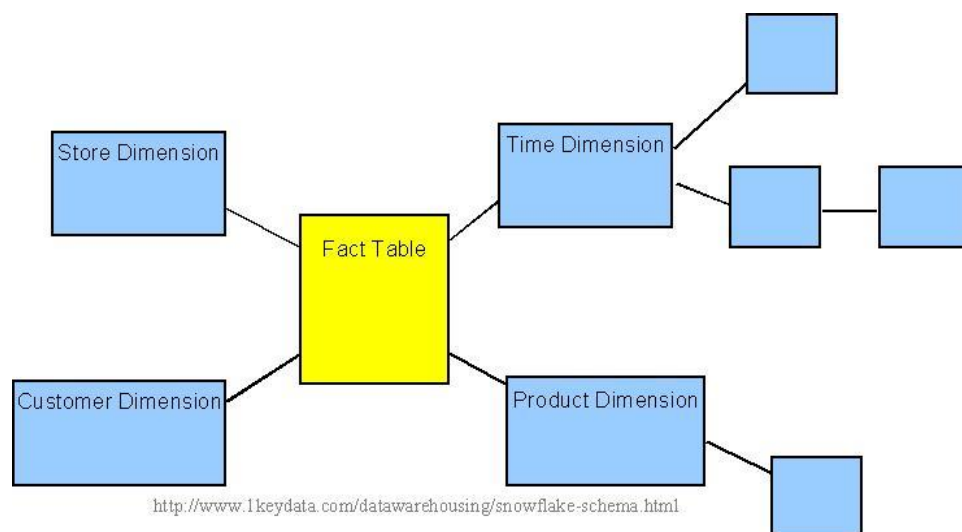 Store Dimension
Time Dimension
Fact Table
Customer Dimension
Product Dimension
http://www.1keydata.com/datawarehousing/snowflake-schema.html